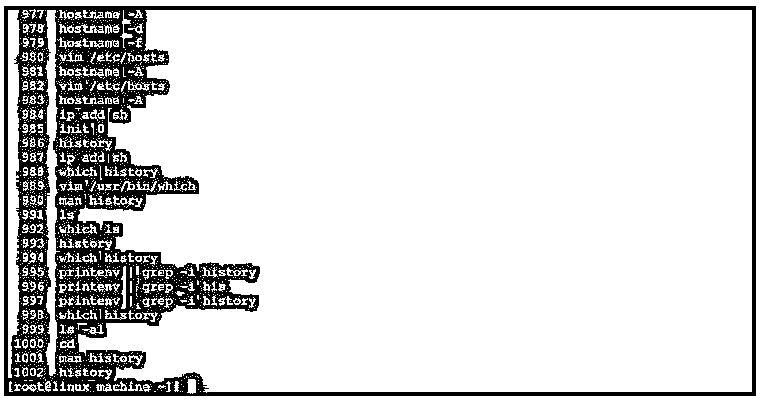 977 hostname -A
978 hostname -d
979 hostname -f
980 vim /etc/hosts
981 hostname -A
982 vim /etc/hosts
983 hostname -A
984 ip add sh
985 init 0
986 history
987 ip add sh
988 which history
989 vim /usr/bin/which
990 man history
991 ls
992 which ls
993 history
994 which history
995 printenv | grep -i history
996 printenv | grep -i his
997 printenv | grep -i history
998 which history
999 ls -al
1000 cd
1001 man history
1002 history
[root@linux machine ~]#